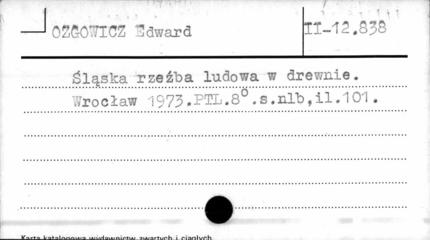 OZGOWICZ Edward II-12.838
Śląska rzeźba ludowa w drewnie.
Wrocław 1973.PTL.8°.s.nlb,il.101.
Karta katalogowa wydawnictw zwartych i ciągłych